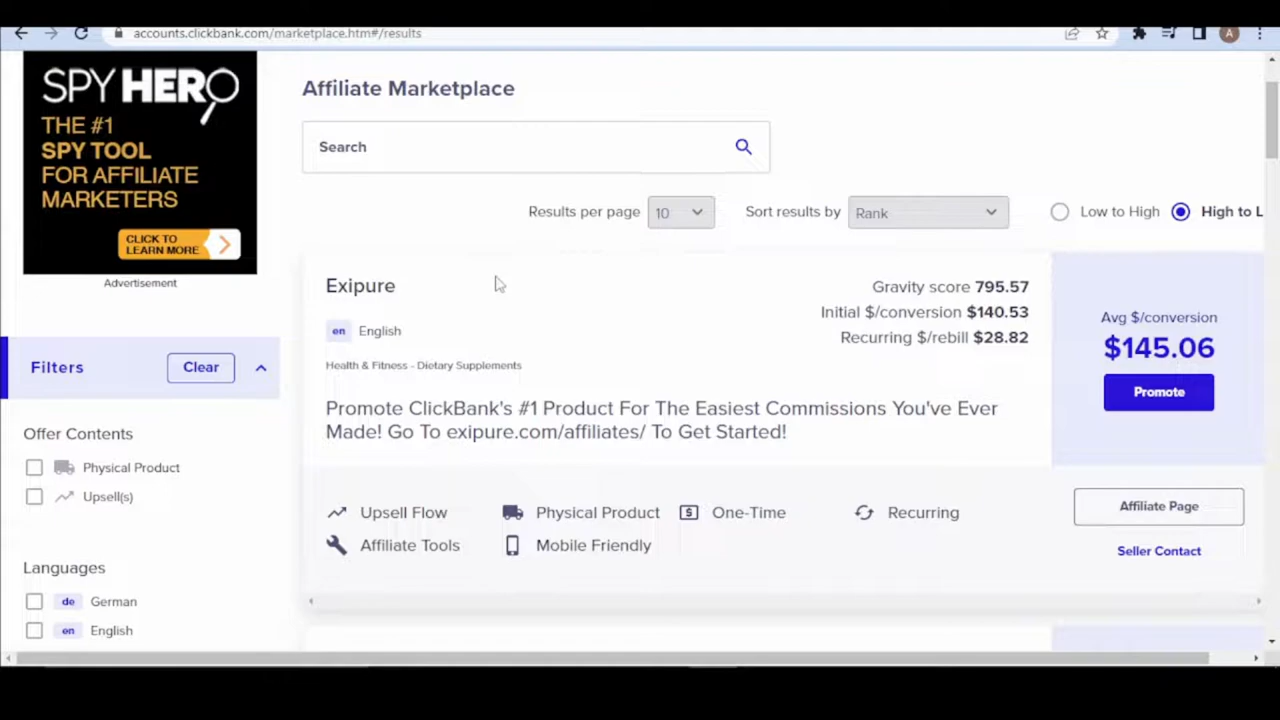 accounts.clickbank.com/marketplace.htm#/results
A
SPY HERO
THE #1
SPY TOOL
FOR AFFILIATE
MARKETERS
CLICK TO
LEARN MORE
Advertisement
Filters
Clear
Offer Contents
Physical Product
Upsell(s)
Languages
de German
en English
Affiliate Marketplace
Search
Results per page 10 Sort results by Rank Low to High High to L
Exipure
en English
Health & Fitness - Dietary Supplements
Gravity score 795.57
Initial $/conversion $140.53
Recurring $/rebill $28.82
Promote ClickBank's #1 Product For The Easiest Commissions You've Ever
Made! Go To exipure.com/affiliates/ To Get Started!
Avg $/conversion
$145.06
Promote
Upsell Flow Physical Product One-Time Recurring
Affiliate Tools Mobile Friendly
Affiliate Page
Seller Contact